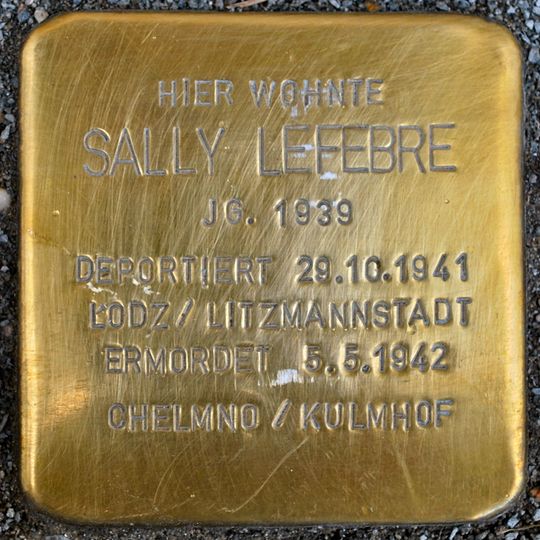 HIER WOHNTE
SALLY LEFEBRE
JG. 1939
DEPORTIERT 29.10.1941
LODZ / LITZMANNSTADT
ERMORDET 5.5.1942
CHELMNO / KULMHOF